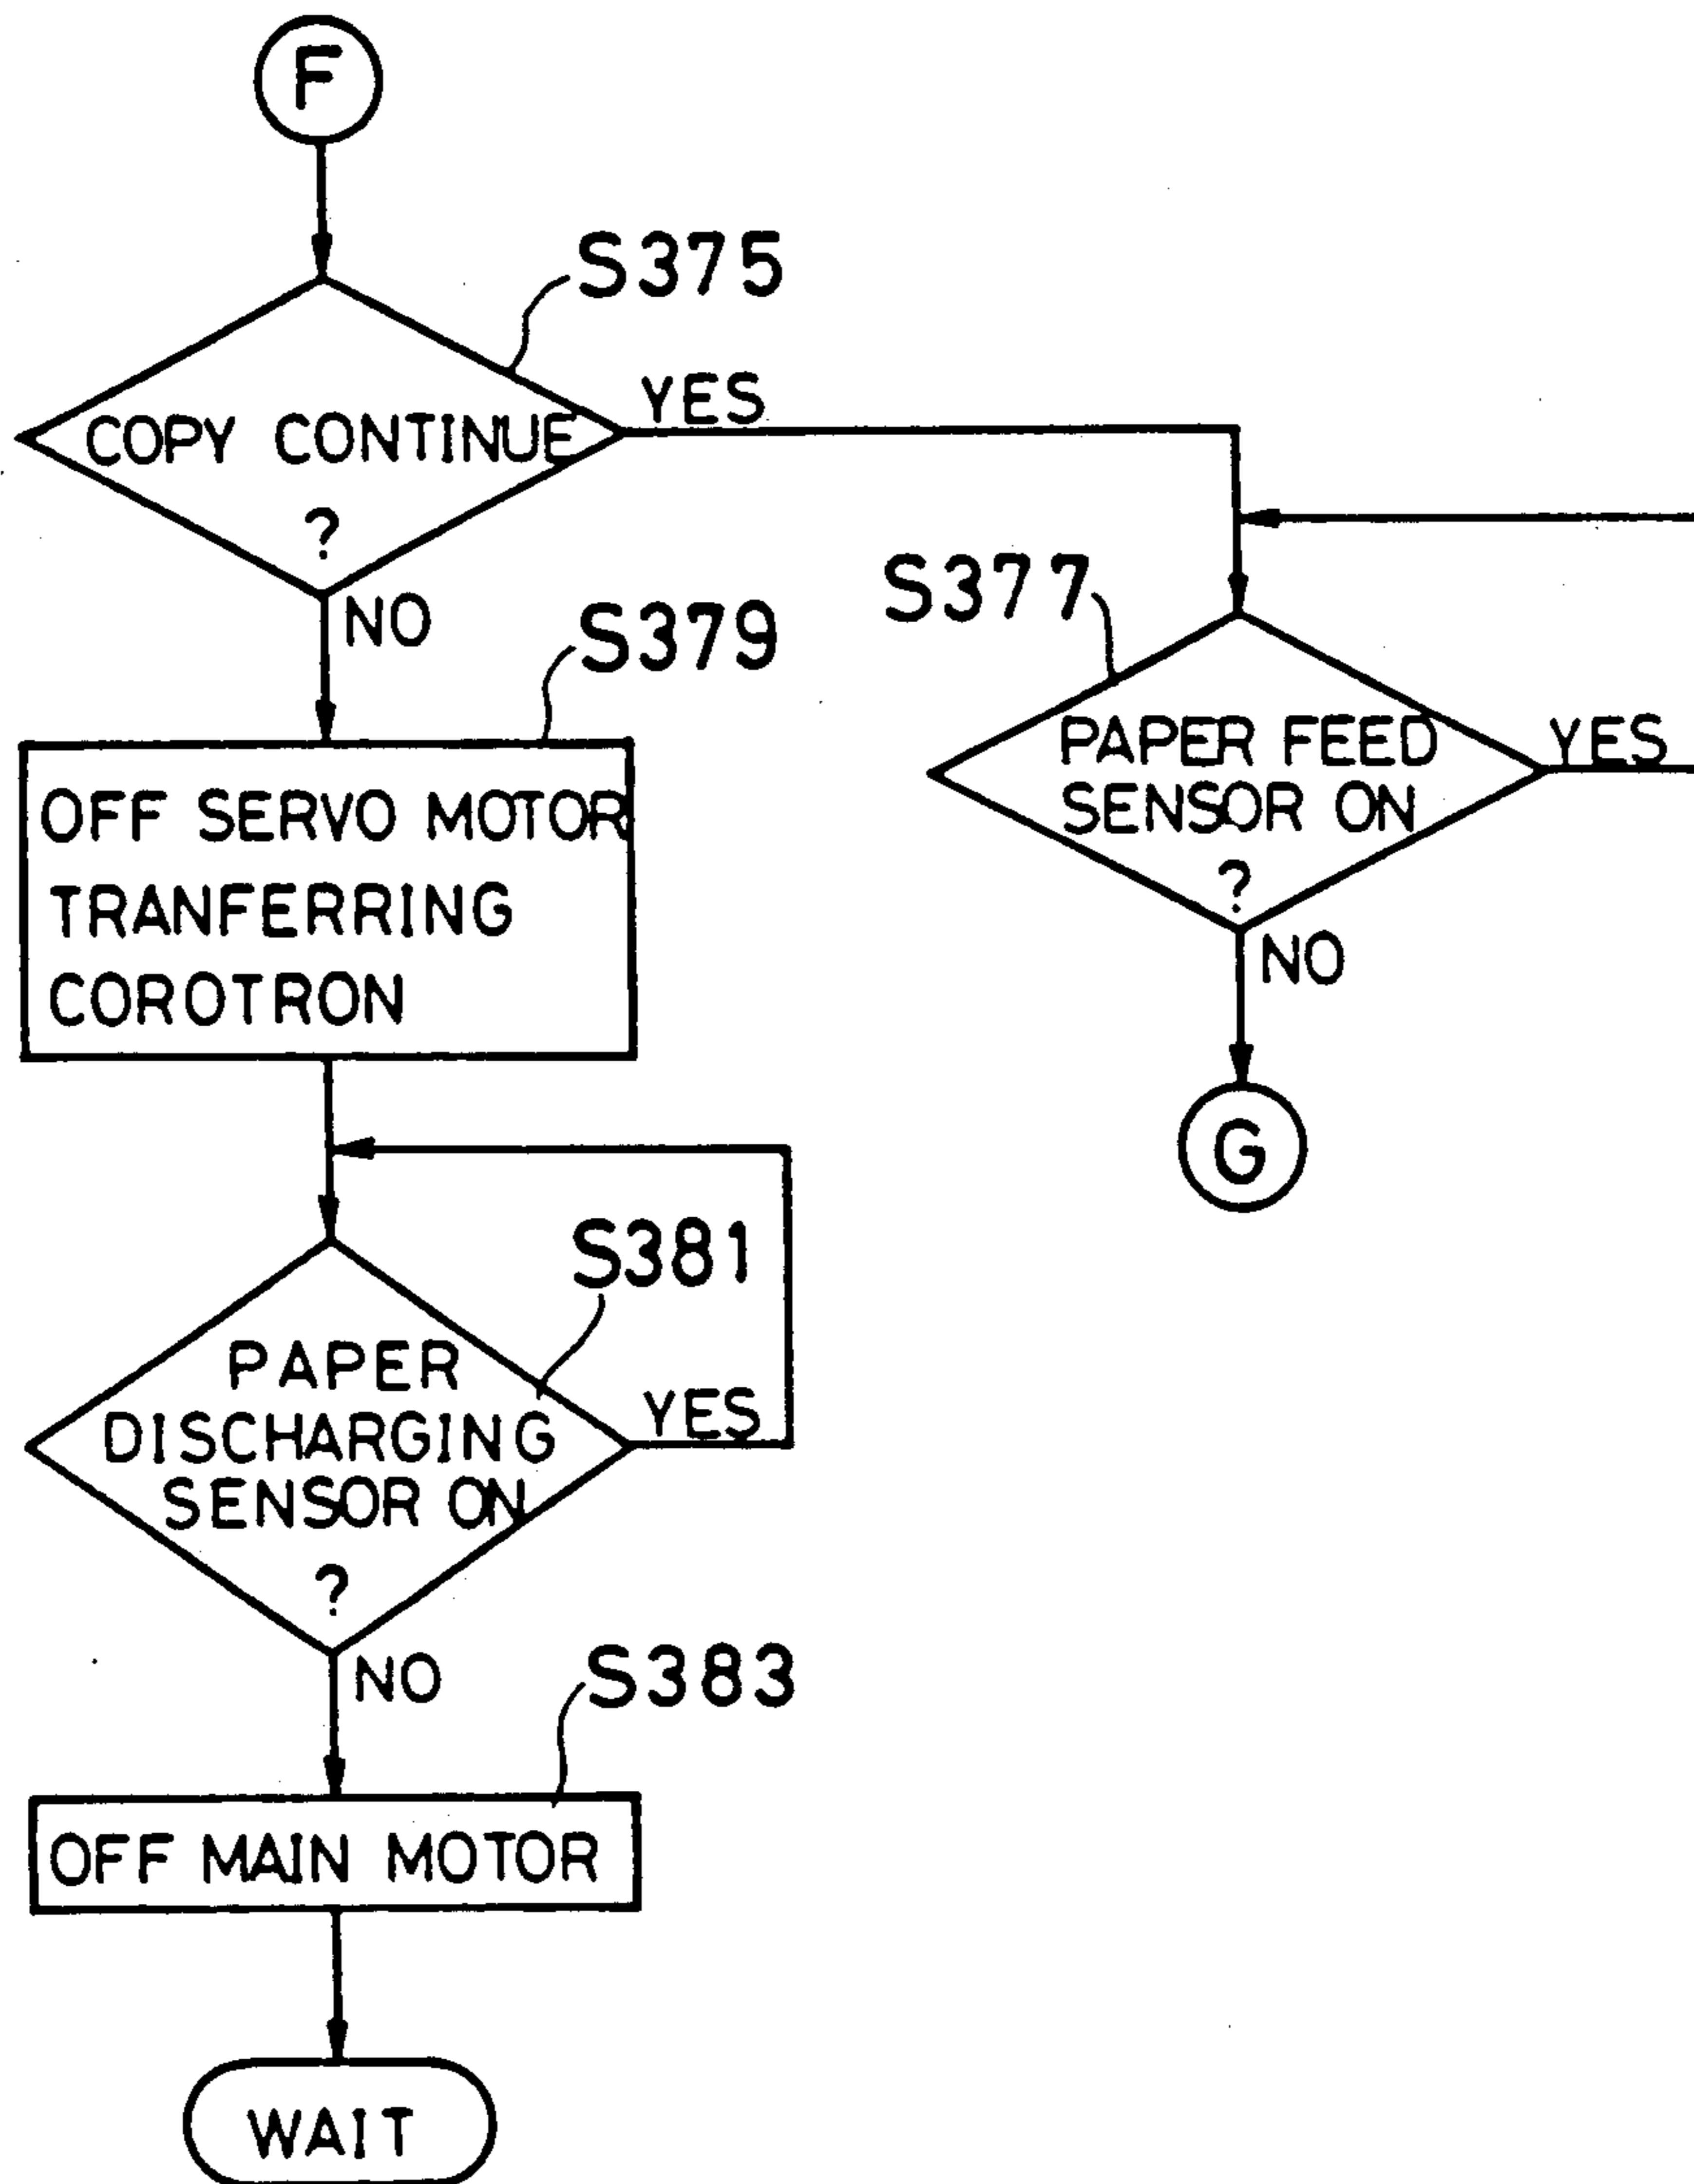 F
S375
COPY CONTINUE
?
YES
NO
S379
OFF SERVO MOTOR
TRANFERRING
COROTRON
S377
PAPER FEED
SENSOR ON
?
YES
NO
G
S381
PAPER
DISCHARGING
SENSOR ON
?
YES
NO
S383
OFF MAIN MOTOR
WAIT